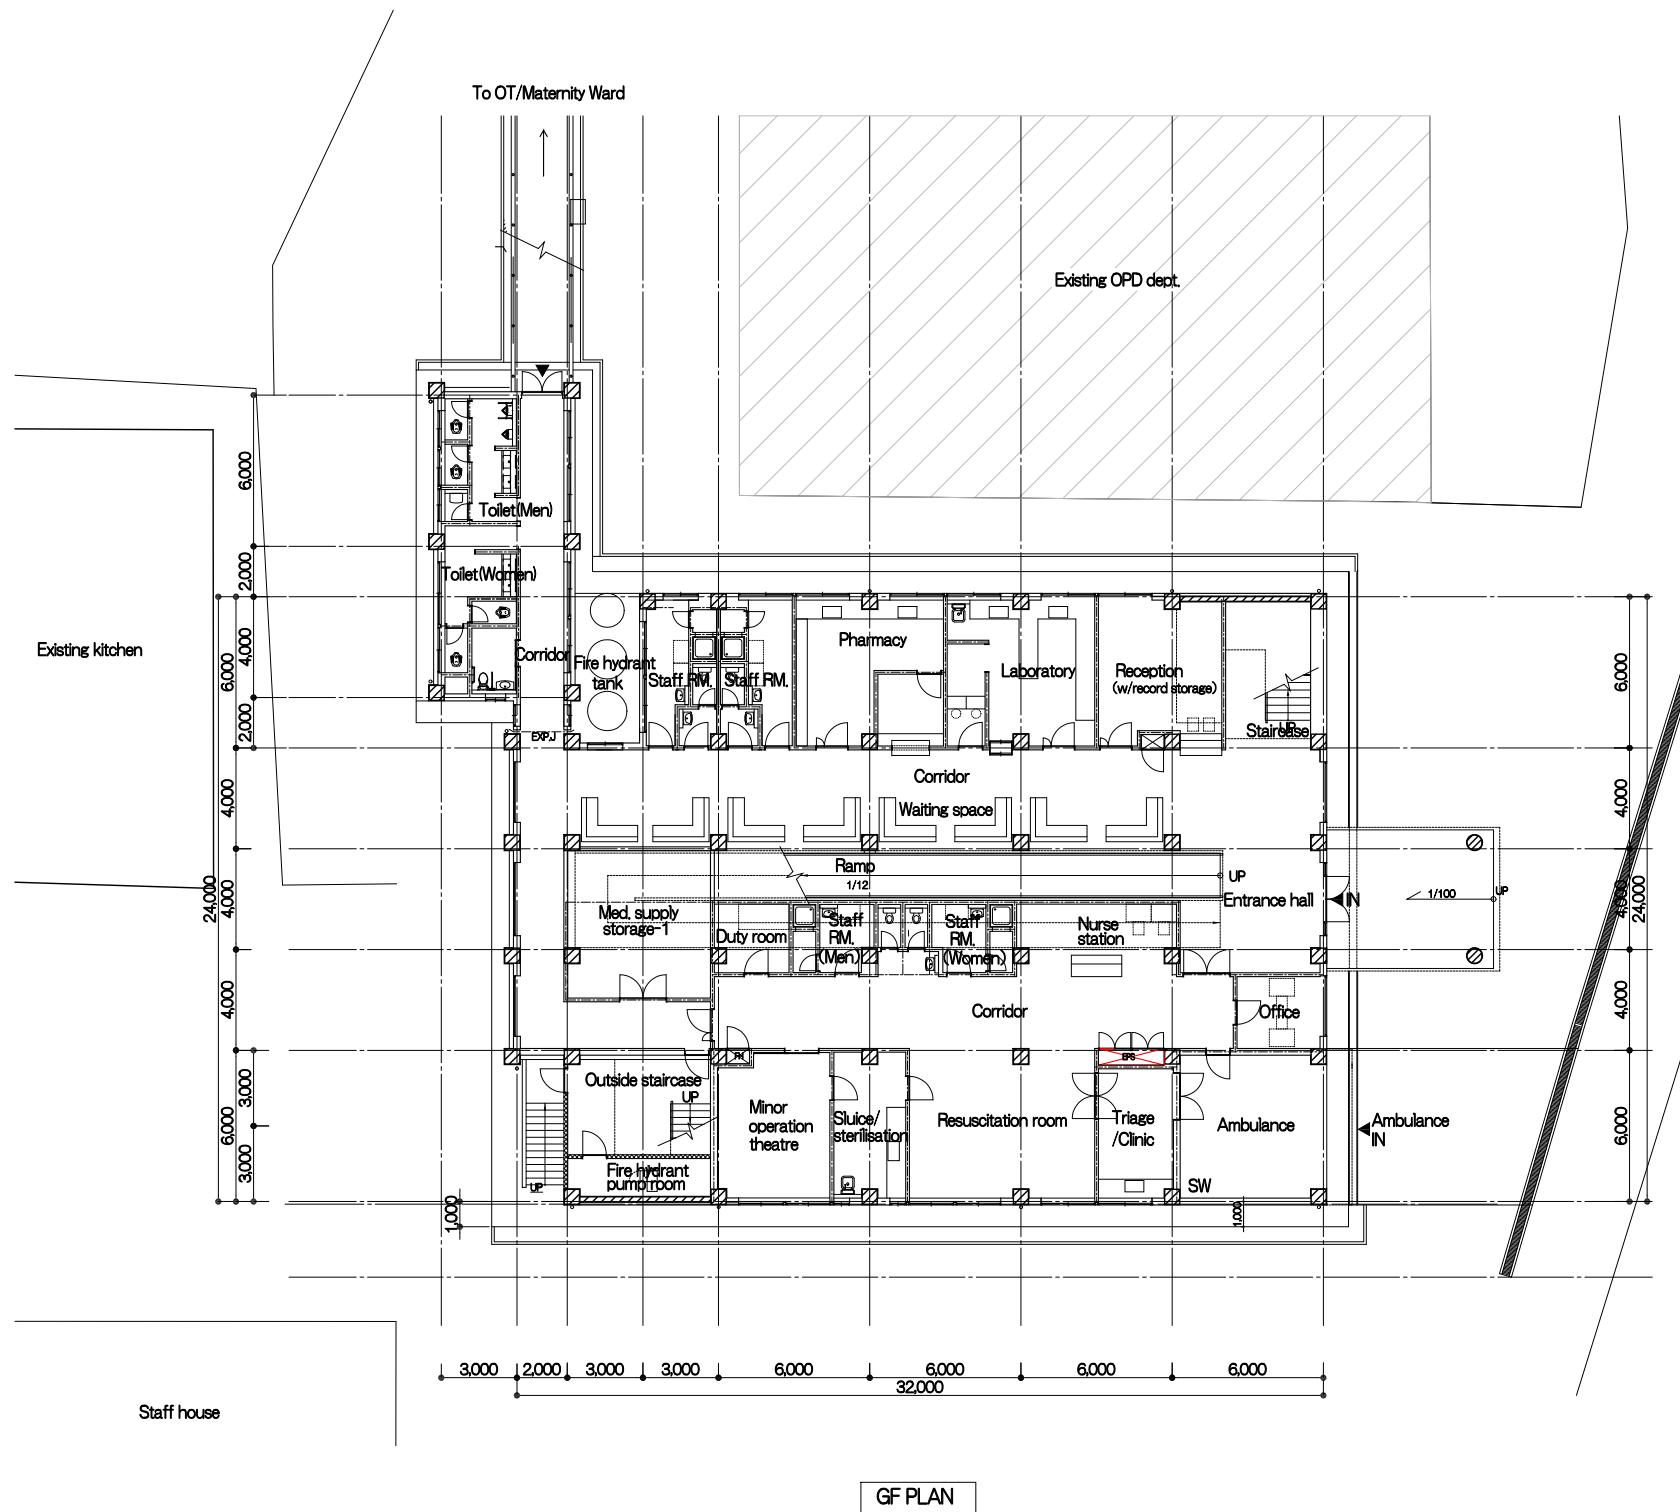 To OT/Maternity Ward
Existing OPD dept.
6,000
Toilet(Men)
2,000
Toilet(Women)
Existing kitchen
6,000
4,000
2,000
Corridor
Fire hydrant
tank
Staff RM.
Staff RM.
Pharmacy
Laboratory
Reception
(w/record storage)
UP
Staircase
6,000
EXP.J
Corridor
4,000
Waiting space
4,000
Ramp
1/12
UP
24,000
4,000
Med. supply
storage-1
Duty room
Staff
RM.
(Men)
Staff
RM.
(Women)
Nurse
station
Entrance hall
IN
1/100
UP
4,000
24,000
4,000
Corridor
Office
4,000
EPS
3,000
6,000
3,000
Outside staircase
UP
Fire hydrant
pump room
UP
Minor
operation
theatre
Sluice/
sterilisation
Resuscitation room
Triage
/Clinic
Ambulance
Ambulance
IN
6,000
SW
1,000
1,000
3,000
2,000
3,000
3,000
6,000
6,000
6,000
6,000
32,000
Staff house
GF PLAN